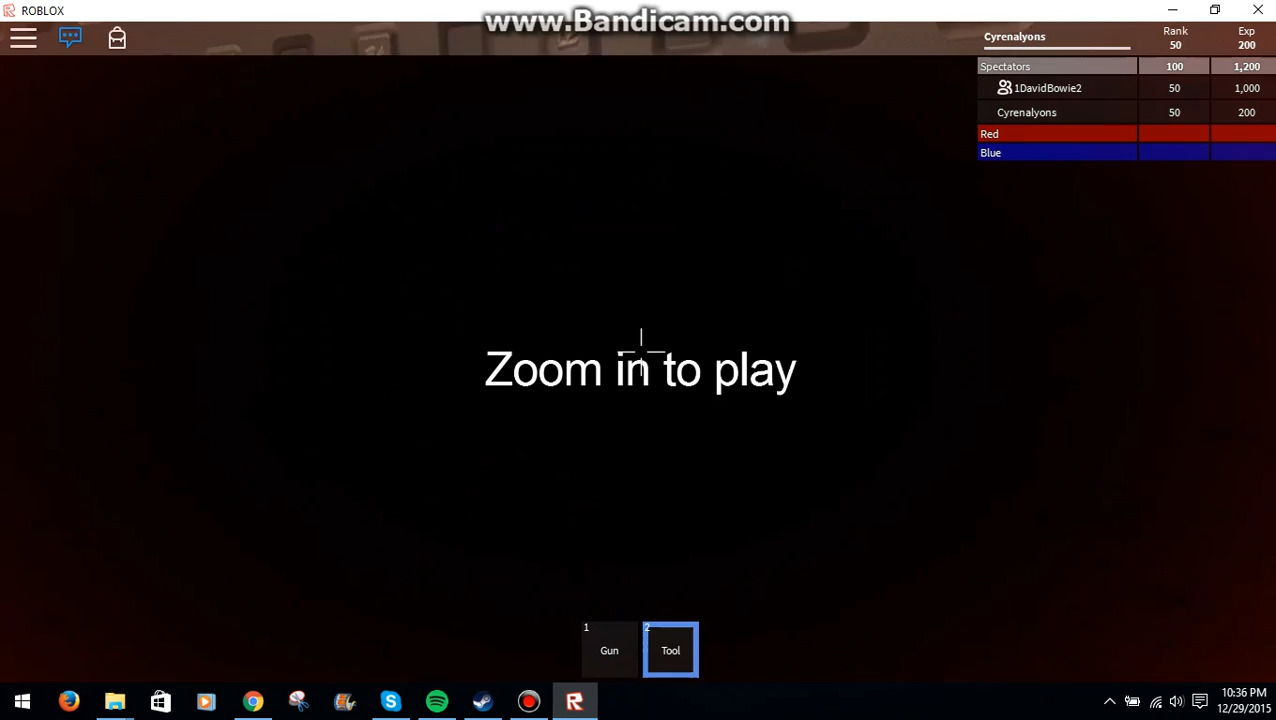 ROBLOX
www.Bandicam.com
Cyrenalyons
Rank
50
Exp
200
Spectators 100 1,200
1DavidBowie2 50 1,000
Cyrenalyons 50 200
Red
Blue
Zoom in to play
1
Gun
2
Tool
10:36 PM
12/29/2015